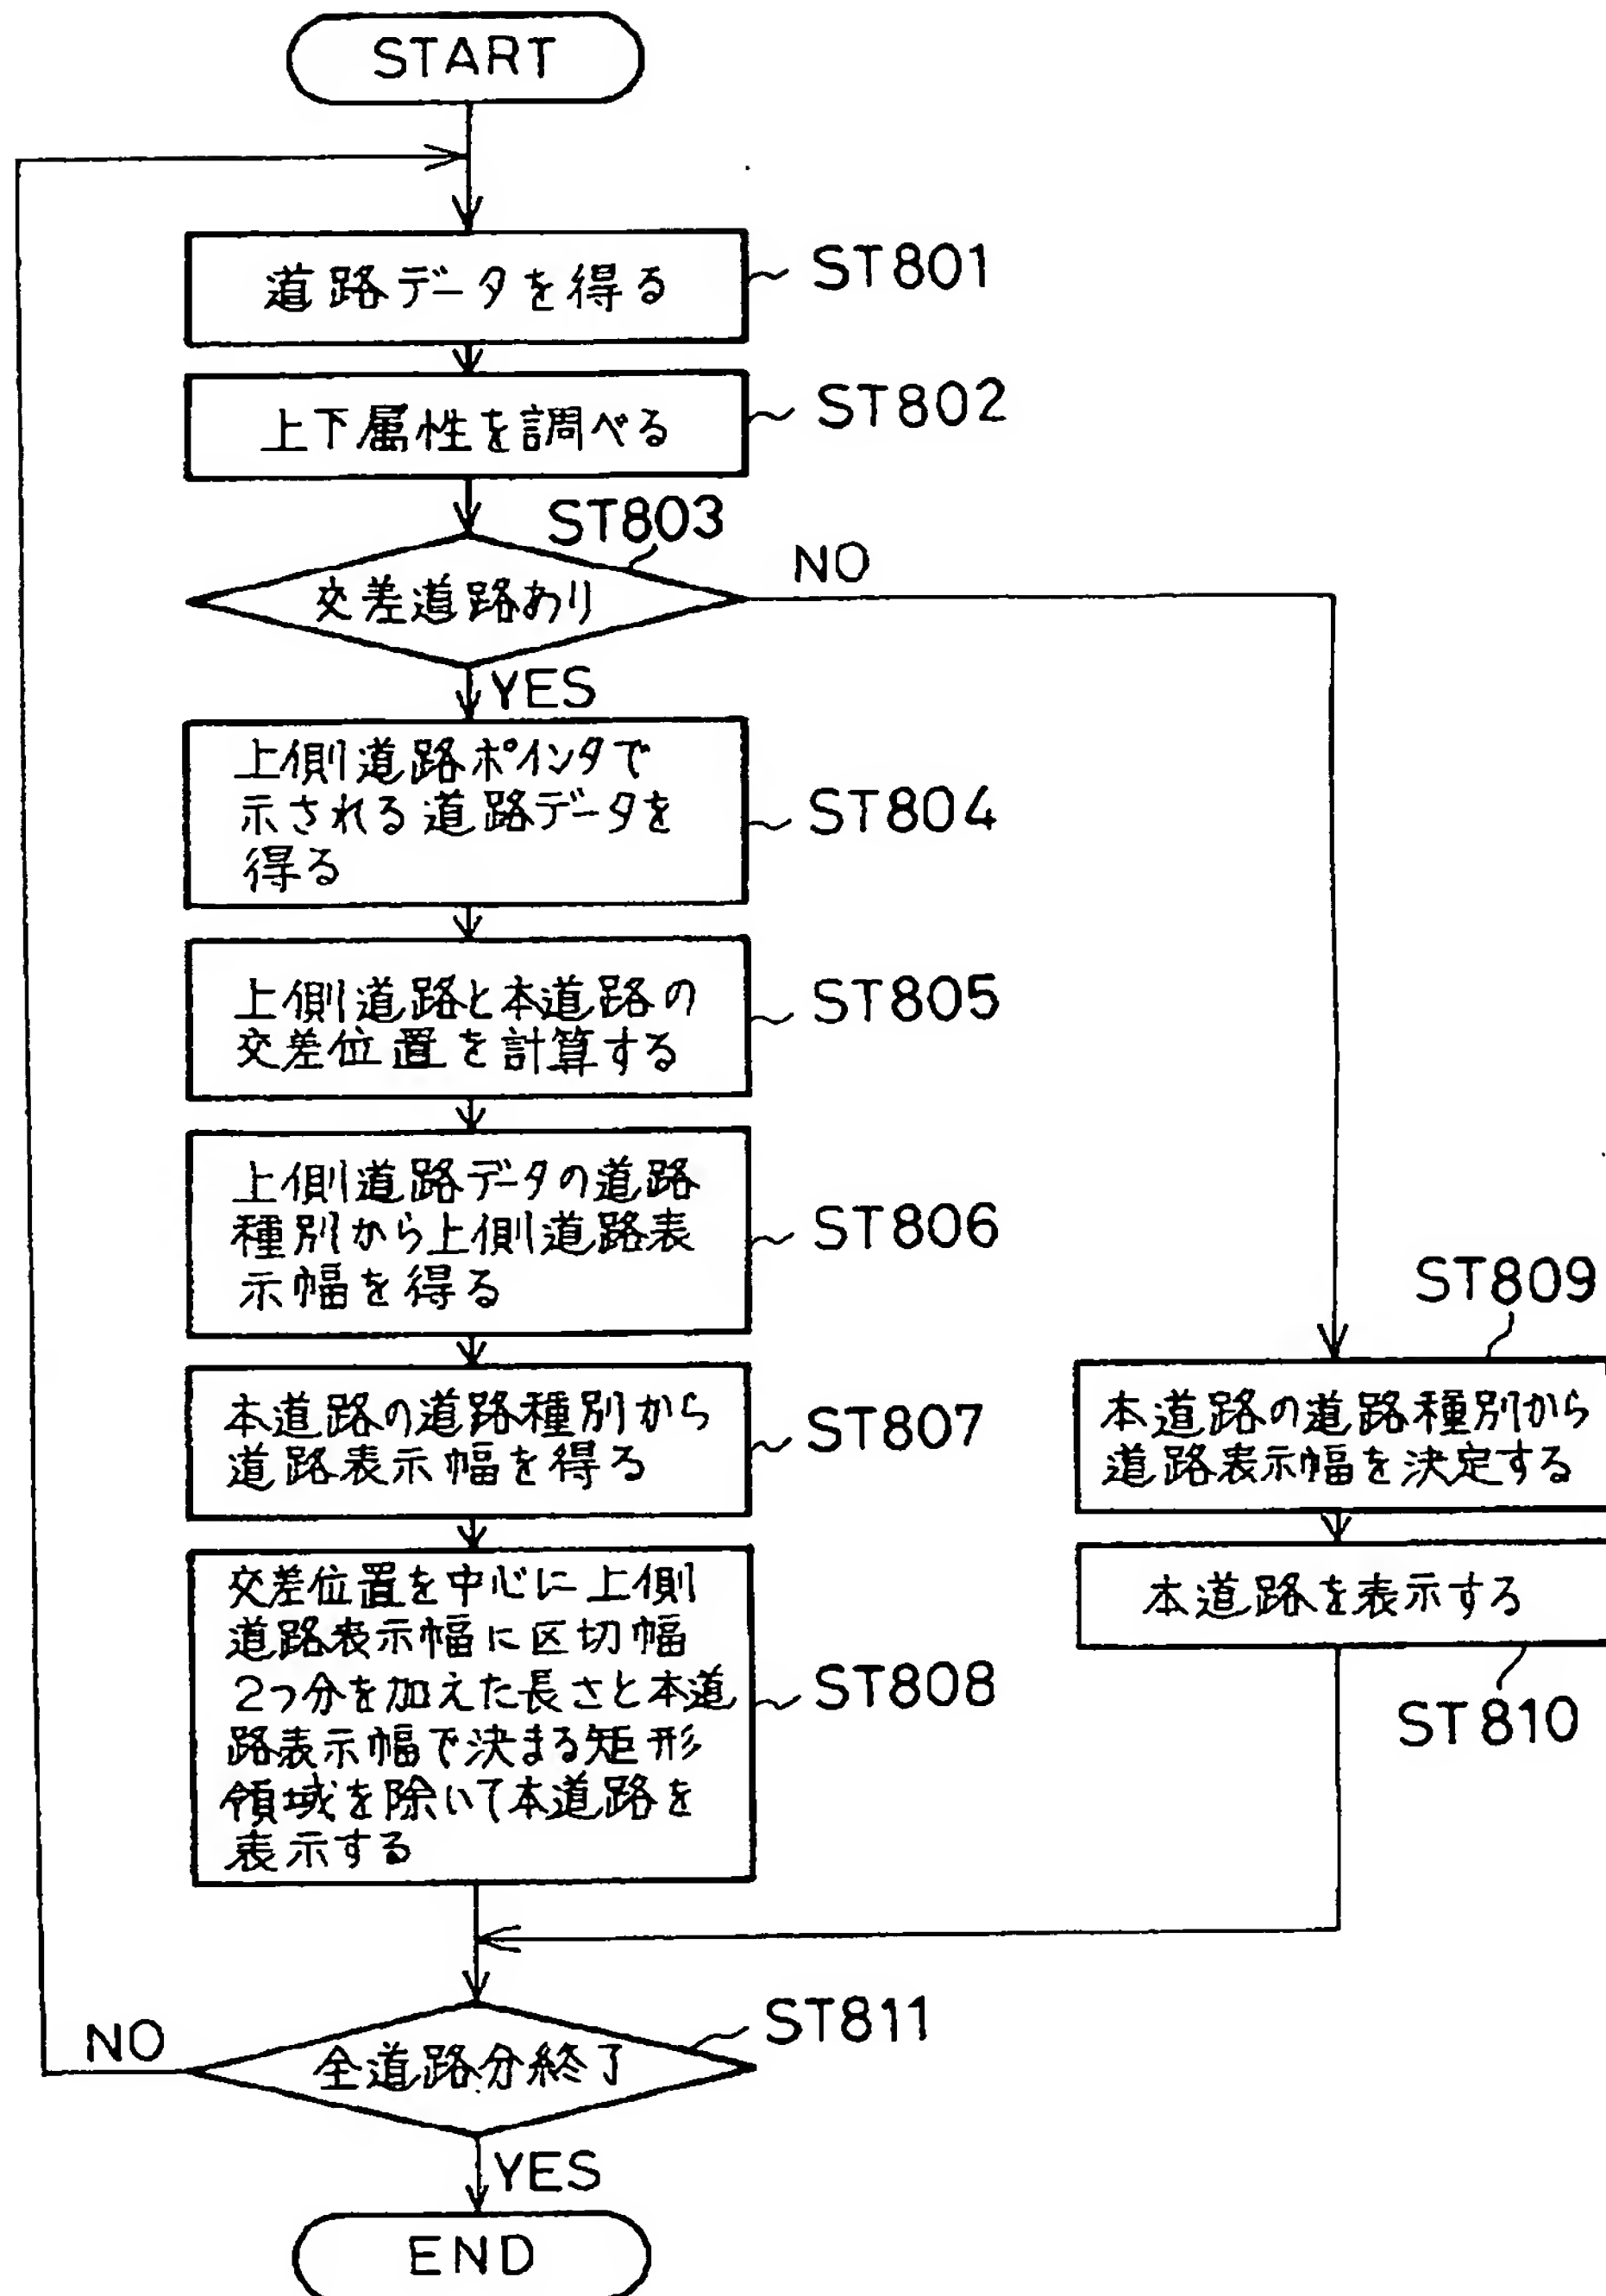 START
道路データを得る
ST801
上下属性を調べる
ST802
ST803
交差道路あり
NO
YES
上側道路ポインタで
示される道路データを
得る
ST804
上側道路と本道路の
交差位置を計算する
ST805
上側道路データの道路
種別から上側道路表
示幅を得る
ST806
本道路の道路種別から
道路表示幅を得る
ST807
交差位置を中心に上側
道路表示幅に区切幅
2つ分を加えた長さと本道
路表示幅で決まる矩形
領域を除いて本道路を
表示する
ST808
ST809
本道路の道路種別から
道路表示幅を決定する
本道路を表示する
ST810
ST811
全道路分終了
NO
YES
END